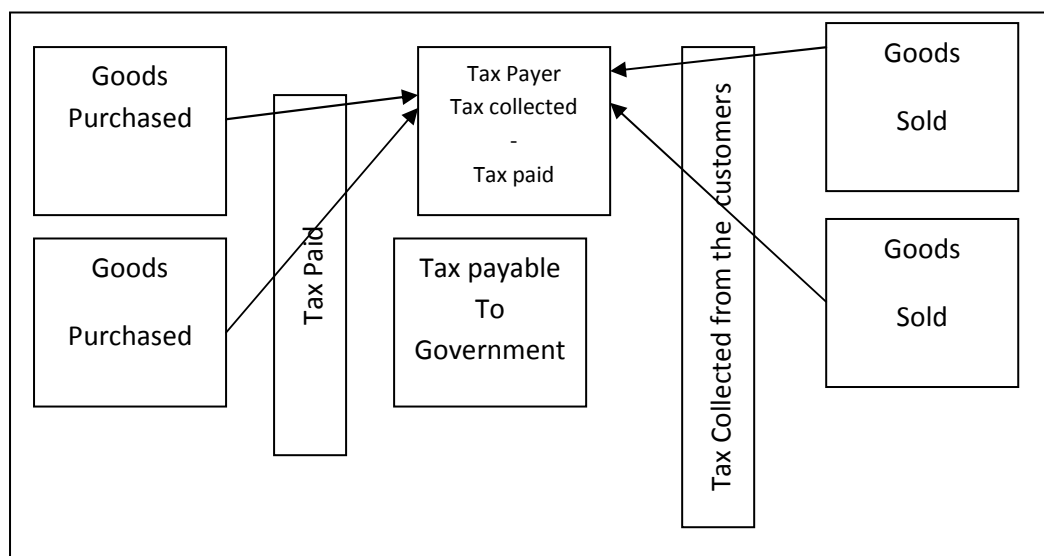 Goods
Purchased
Goods
Purchased
Tax Paid
Tax Payer
Tax collected
-
Tax paid
Tax payable
To
Government
Tax Collected from the customers
Goods
Sold
Goods
Sold